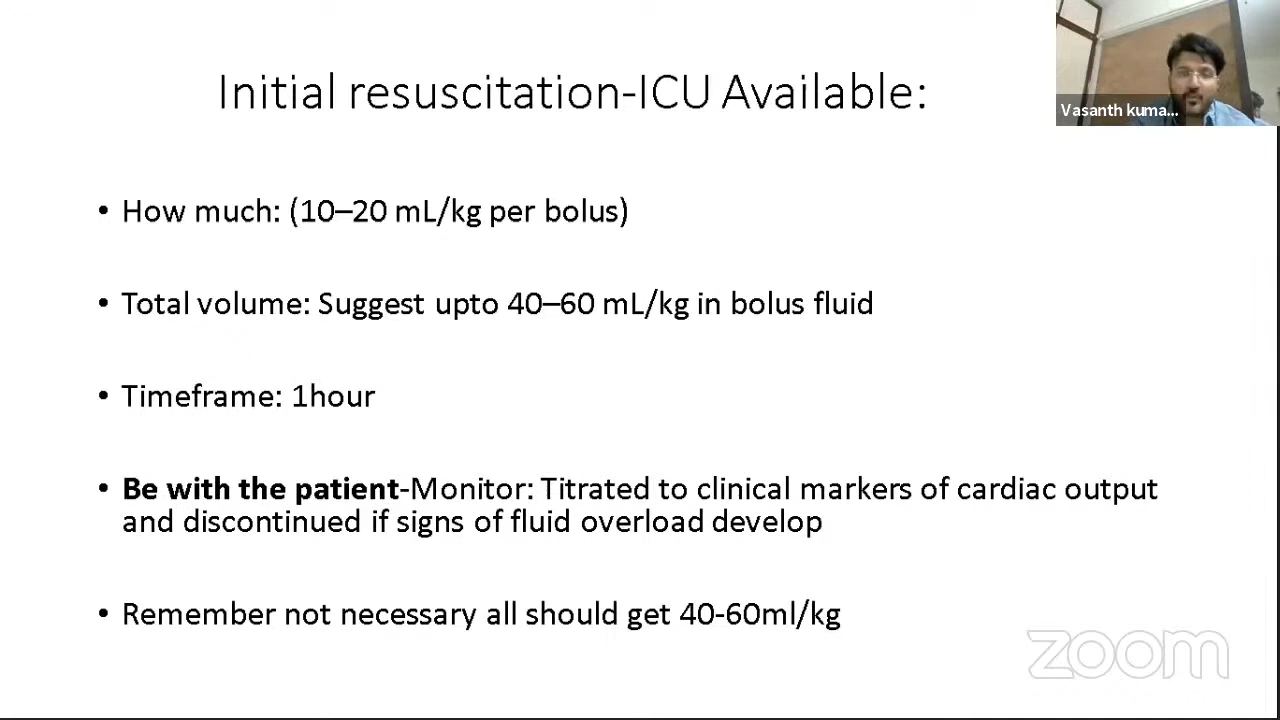 Initial resuscitation-ICU Available:
Vasanth kuma...
• How much: (10–20 mL/kg per bolus)
• Total volume: Suggest upto 40–60 mL/kg in bolus fluid
• Timeframe: 1hour
• Be with the patient-Monitor: Titrated to clinical markers of cardiac output
and discontinued if signs of fluid overload develop
• Remember not necessary all should get 40-60ml/kg
zoom